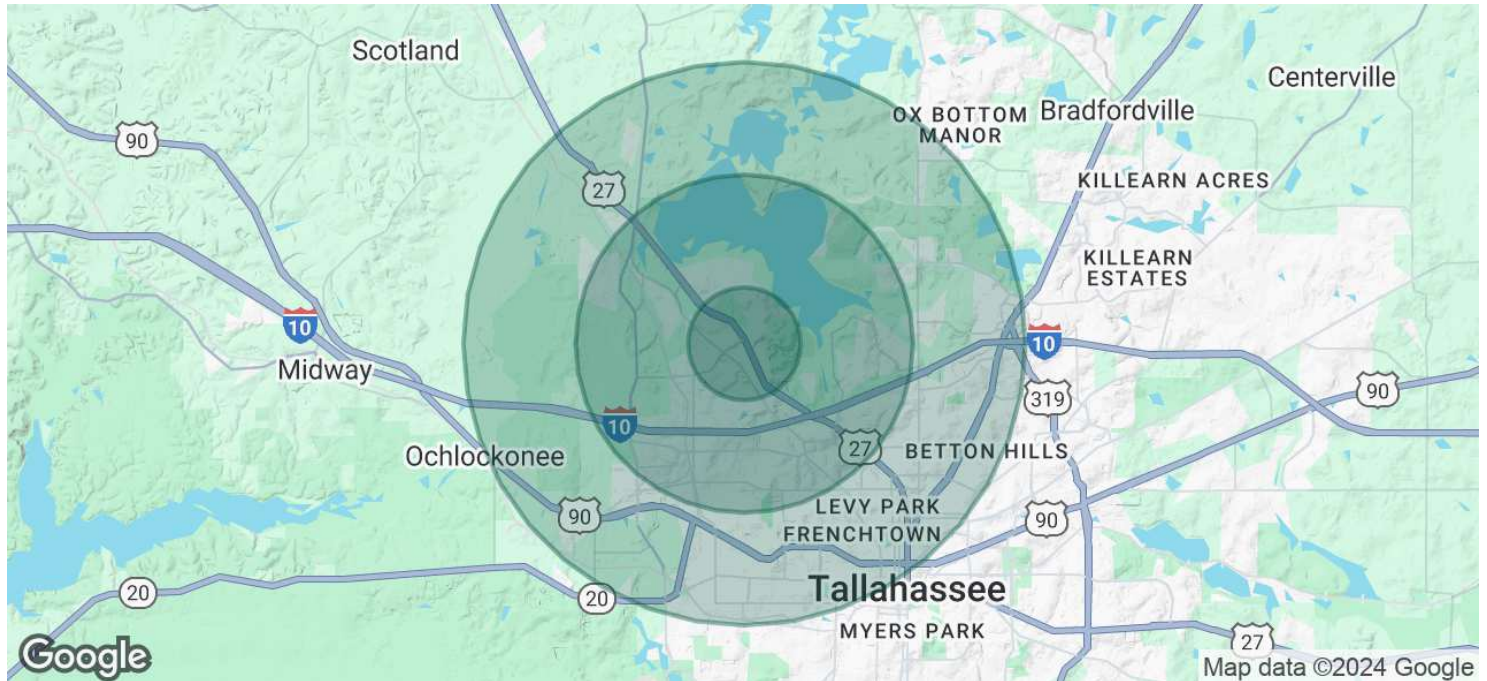 Scotland
Centerville
OX BOTTOM
MANOR
Bradfordville
90
KILLEARN ACRES
27
KILLEARN
ESTATES
10
Midway
10
90
319
10
Ochlockonee
27
BETTON HILLS
90
LEVY PARK
90
FRENCHTOWN
20
20
Tallahassee
MYERS PARK
27
Google
Map data ©2024 Google